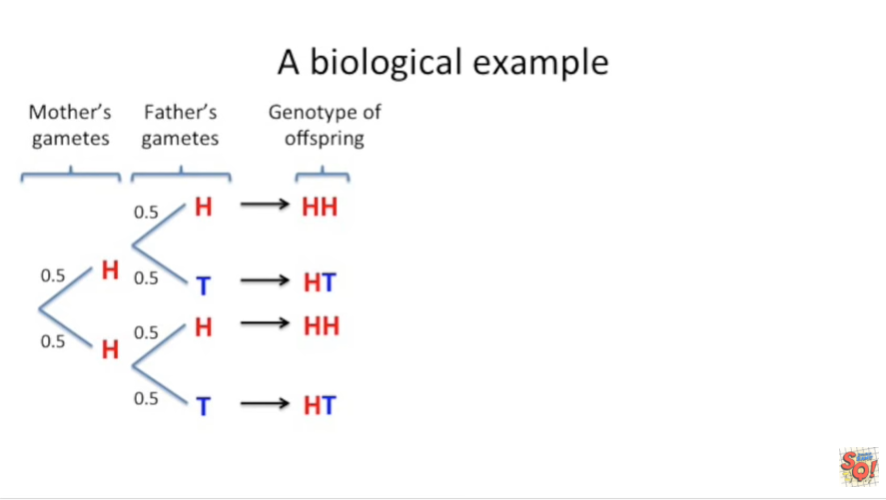 A biological example
Mother's Father's Genotype of
gametes gametes offspring
0.5 H → HH
0.5 H 0.5 T → HT
0.5 H 0.5 H → HH
0.5 T → HT
SO!